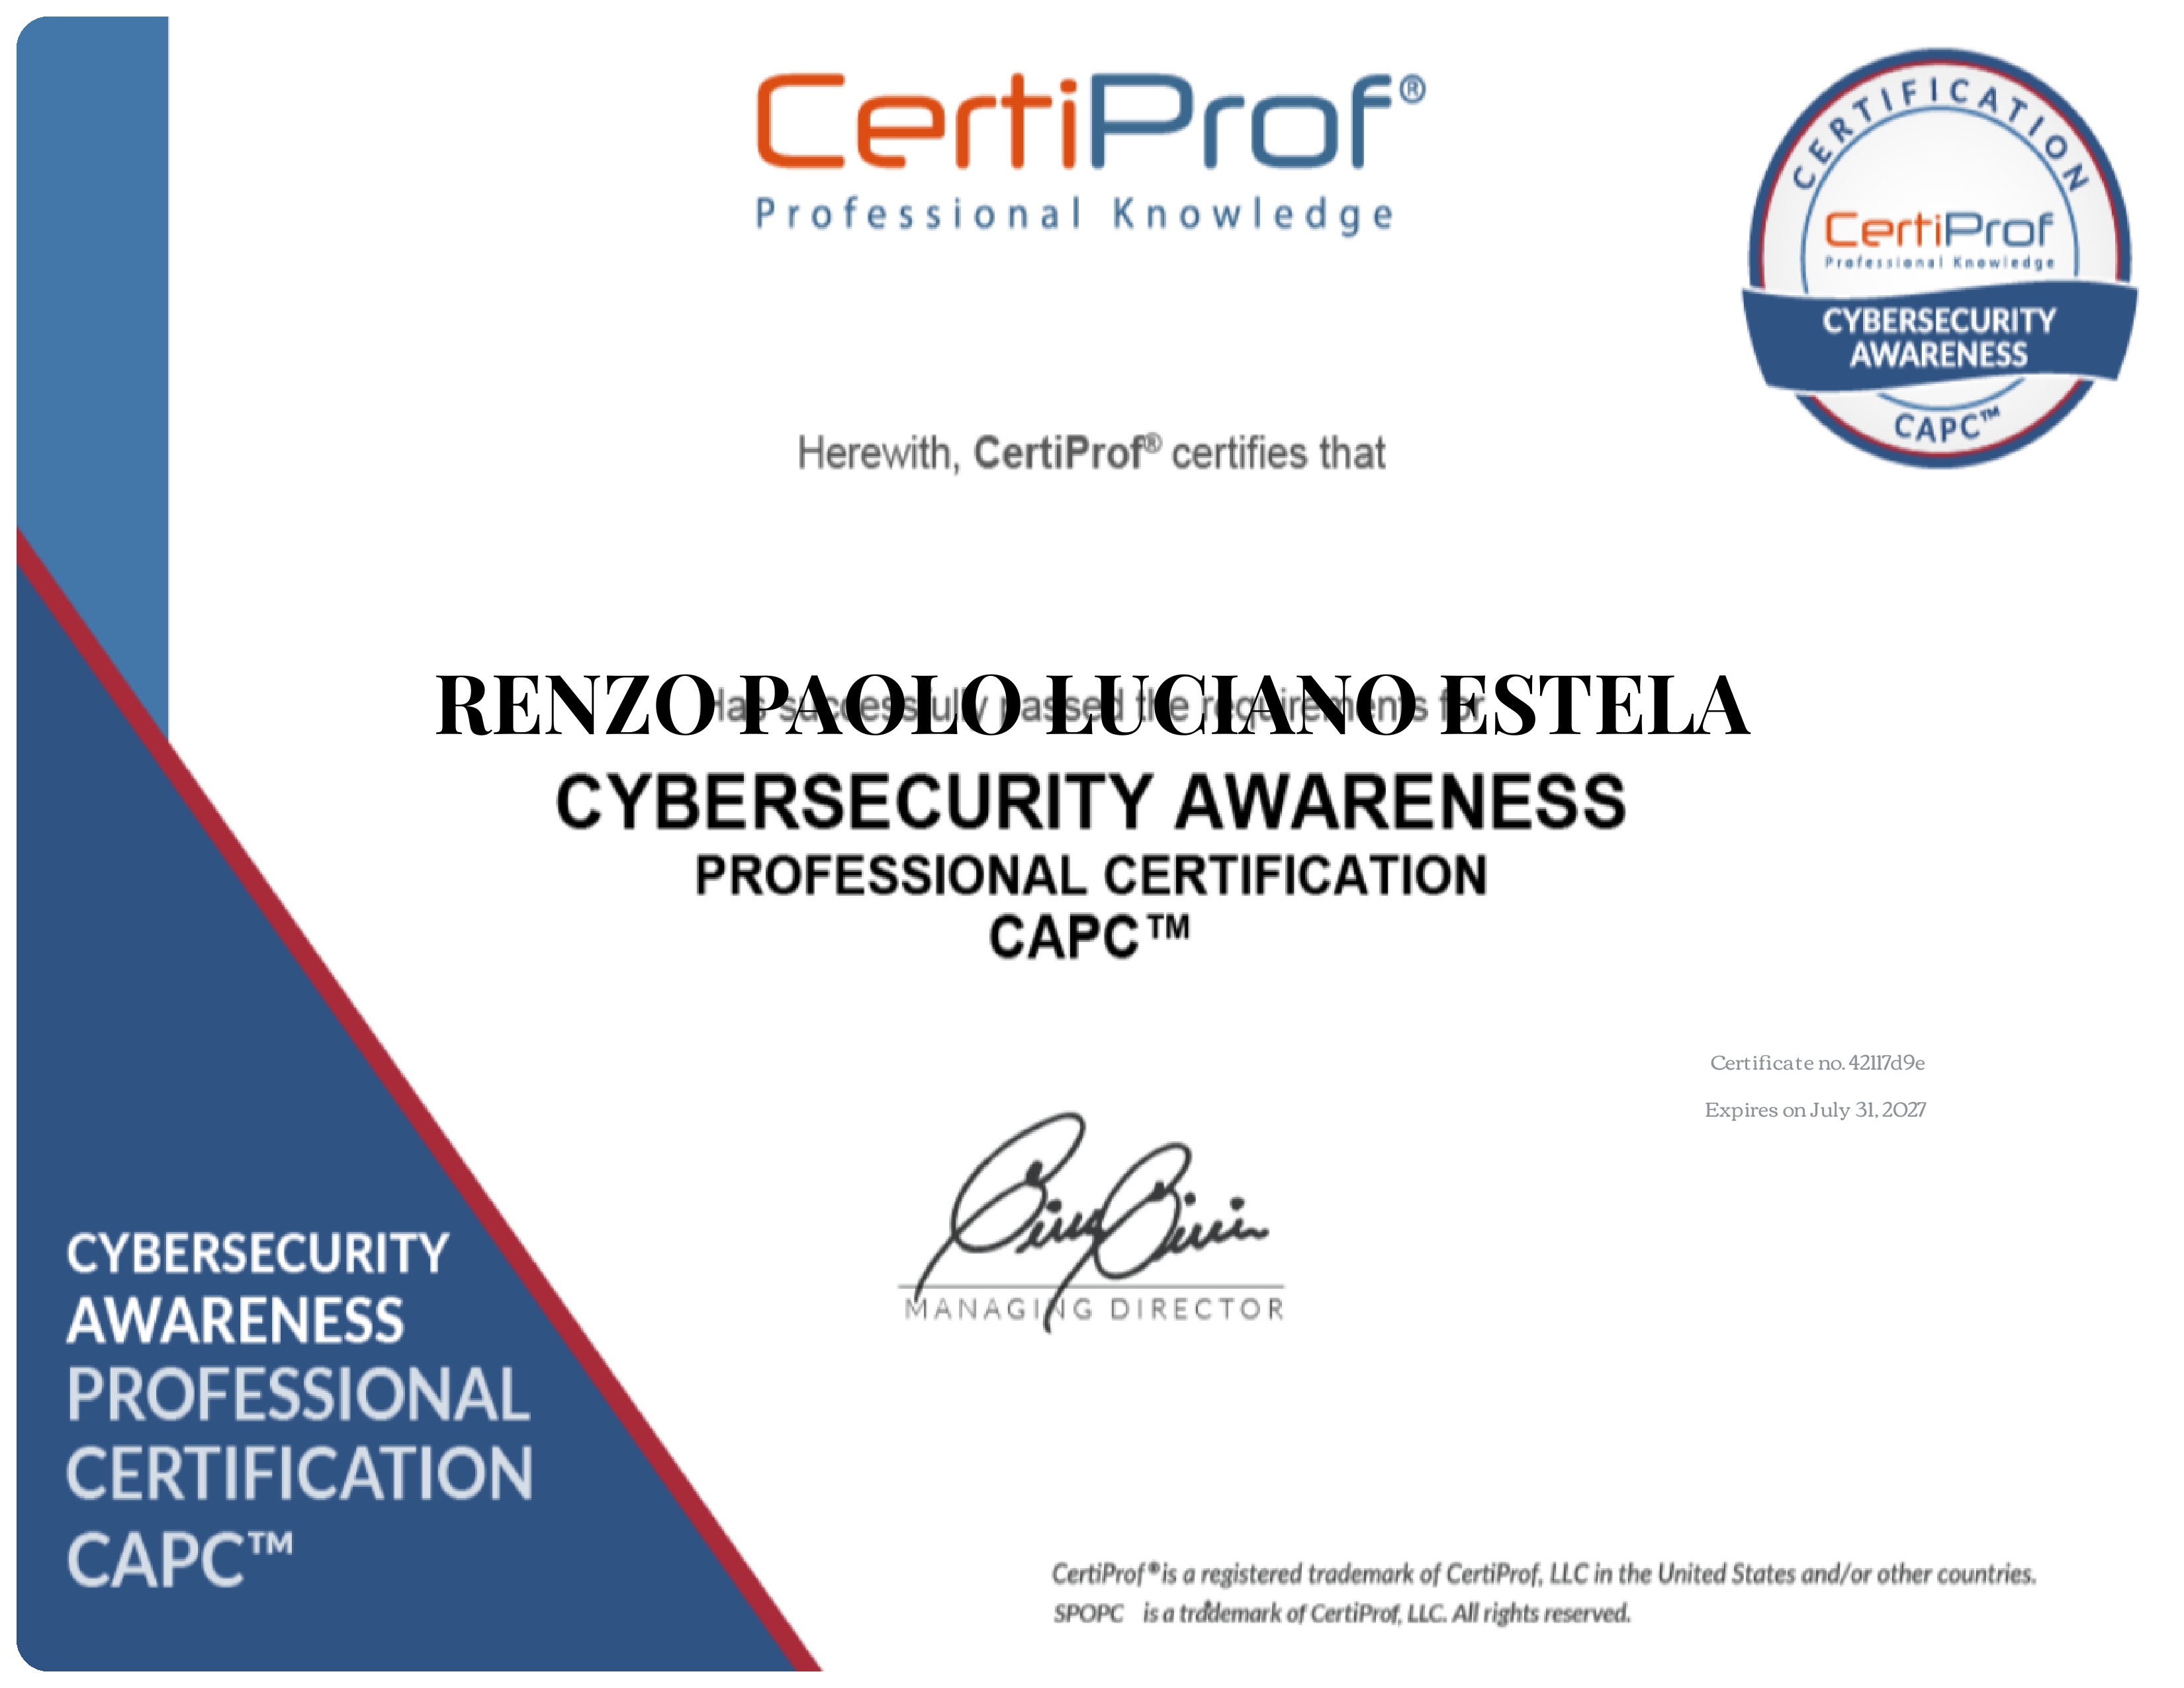 CertiProf®
Professional Knowledge
CERTIFICATION
CertiProf
Professional Knowledge
CYBERSECURITY
AWARENESS
CAPC™
Herewith, CertiProf® certifies that
RENZO PAOLO LUCIANO ESTELA
Has successfully passed the requirements for
CYBERSECURITY AWARENESS
PROFESSIONAL CERTIFICATION
CAPC™
Certificate no. 42117d9e
Expires on July 31, 2027
MANAGING DIRECTOR
CYBERSECURITY
AWARENESS
PROFESSIONAL
CERTIFICATION
CAPC™
CertiProf® is a registered trademark of CertiProf, LLC in the United States and/or other countries.
SPOPC is a trademark of CertiProf, LLC. All rights reserved.